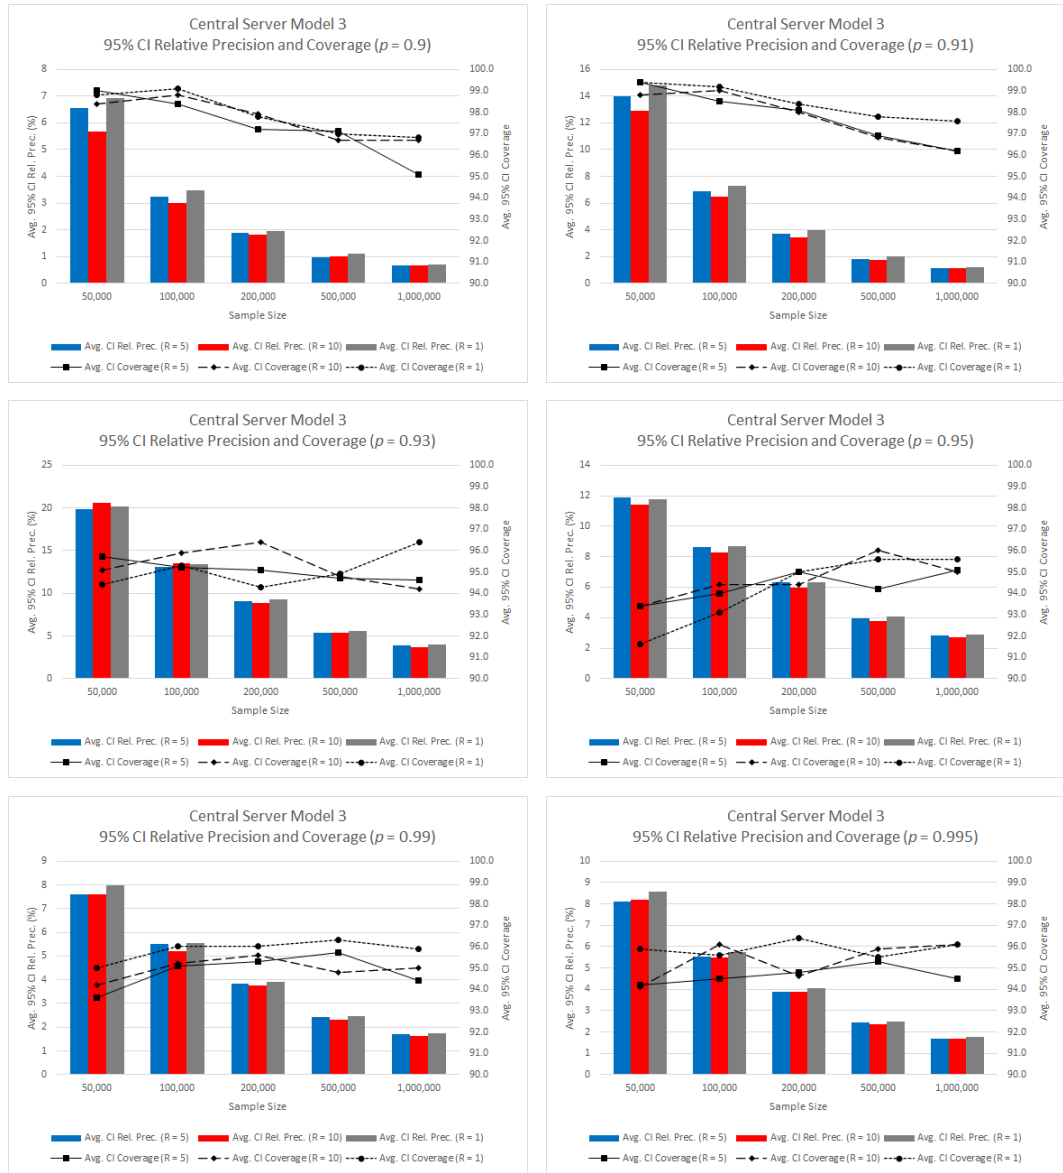 Central Server Model 3
95% CI Relative Precision and Coverage (p = 0.9)
Avg. 95% CI Rel. Prec. (%)
8
7
6
5
4
3
2
1
0
100.0
99.0
98.0
97.0
96.0
95.0
94.0
93.0
92.0
91.0
90.0
Avg. 95% CI Coverage
50,000 100,000 200,000 500,000 1,000,000
Sample Size
Avg. CI Rel. Prec. (R = 5) Avg. CI Rel. Prec. (R = 10) Avg. CI Rel. Prec. (R = 1)
Avg. CI Coverage (R = 5) Avg. CI Coverage (R = 10) Avg. CI Coverage (R = 1)
Central Server Model 3
95% CI Relative Precision and Coverage (p = 0.91)
Avg. 95% CI Rel. Prec. (%)
16
14
12
10
8
6
4
2
0
100.0
99.0
98.0
97.0
96.0
95.0
94.0
93.0
92.0
91.0
90.0
Avg. 95% CI Coverage
50,000 100,000 200,000 500,000 1,000,000
Sample Size
Avg. CI Rel. Prec. (R = 5) Avg. CI Rel. Prec. (R = 10) Avg. CI Rel. Prec. (R = 1)
Avg. CI Coverage (R = 5) Avg. CI Coverage (R = 10) Avg. CI Coverage (R = 1)
Central Server Model 3
95% CI Relative Precision and Coverage (p = 0.93)
Avg. 95% CI Rel. Prec. (%)
25
20
15
10
5
0
100.0
99.0
98.0
97.0
96.0
95.0
94.0
93.0
92.0
91.0
90.0
Avg. 95% CI Coverage
50,000 100,000 200,000 500,000 1,000,000
Sample Size
Avg. CI Rel. Prec. (R = 5) Avg. CI Rel. Prec. (R = 10) Avg. CI Rel. Prec. (R = 1)
Avg. CI Coverage (R = 5) Avg. CI Coverage (R = 10) Avg. CI Coverage (R = 1)
Central Server Model 3
95% CI Relative Precision and Coverage (p = 0.95)
Avg. 95% CI Rel. Prec. (%)
14
12
10
8
6
4
2
0
100.0
99.0
98.0
97.0
96.0
95.0
94.0
93.0
92.0
91.0
90.0
Avg. 95% CI Coverage
50,000 100,000 200,000 500,000 1,000,000
Sample Size
Avg. CI Rel. Prec. (R = 5) Avg. CI Rel. Prec. (R = 10) Avg. CI Rel. Prec. (R = 1)
Avg. CI Coverage (R = 5) Avg. CI Coverage (R = 10) Avg. CI Coverage (R = 1)
Central Server Model 3
95% CI Relative Precision and Coverage (p = 0.99)
Avg. 95% CI Rel. Prec. (%)
9
8
7
6
5
4
3
2
1
0
100.0
99.0
98.0
97.0
96.0
95.0
94.0
93.0
92.0
91.0
90.0
Avg. 95% CI Coverage
50,000 100,000 200,000 500,000 1,000,000
Sample Size
Avg. CI Rel. Prec. (R = 5) Avg. CI Rel. Prec. (R = 10) Avg. CI Rel. Prec. (R = 1)
Avg. CI Coverage (R = 5) Avg. CI Coverage (R = 10) Avg. CI Coverage (R = 1)
Central Server Model 3
95% CI Relative Precision and Coverage (p = 0.995)
Avg. 95% CI Rel. Prec. (%)
10
9
8
7
6
5
4
3
2
1
0
100.0
99.0
98.0
97.0
96.0
95.0
94.0
93.0
92.0
91.0
90.0
Avg. 95% CI Coverage
50,000 100,000 200,000 500,000 1,000,000
Sample Size
Avg. CI Rel. Prec. (R = 5) Avg. CI Rel. Prec. (R = 10) Avg. CI Rel. Prec. (R = 1)
Avg. CI Coverage (R = 5) Avg. CI Coverage (R = 10) Avg. CI Coverage (R = 1)